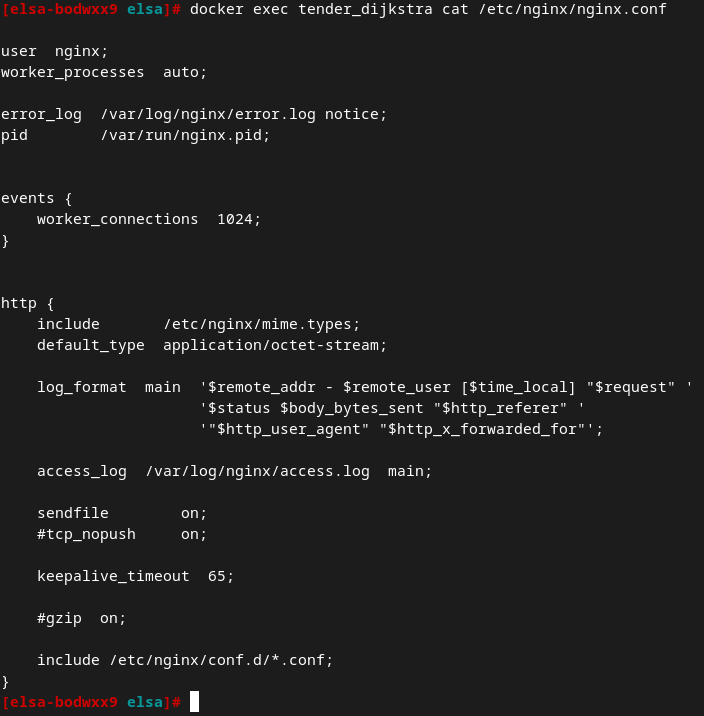 [elsa-bodwxx9 elsa]# docker exec tender_dijkstra cat /etc/nginx/nginx.conf

user  nginx;
worker_processes  auto;

error_log  /var/log/nginx/error.log notice;
pid        /var/run/nginx.pid;


events {
    worker_connections  1024;
}


http {
    include       /etc/nginx/mime.types;
    default_type  application/octet-stream;

    log_format  main  '$remote_addr - $remote_user [$time_local] "$request" '
                      '$status $body_bytes_sent "$http_referer" '
                      '"$http_user_agent" "$http_x_forwarded_for"';

    access_log  /var/log/nginx/access.log  main;

    sendfile        on;
    #tcp_nopush     on;

    keepalive_timeout  65;

    #gzip  on;

    include /etc/nginx/conf.d/*.conf;
}
[elsa-bodwxx9 elsa]#